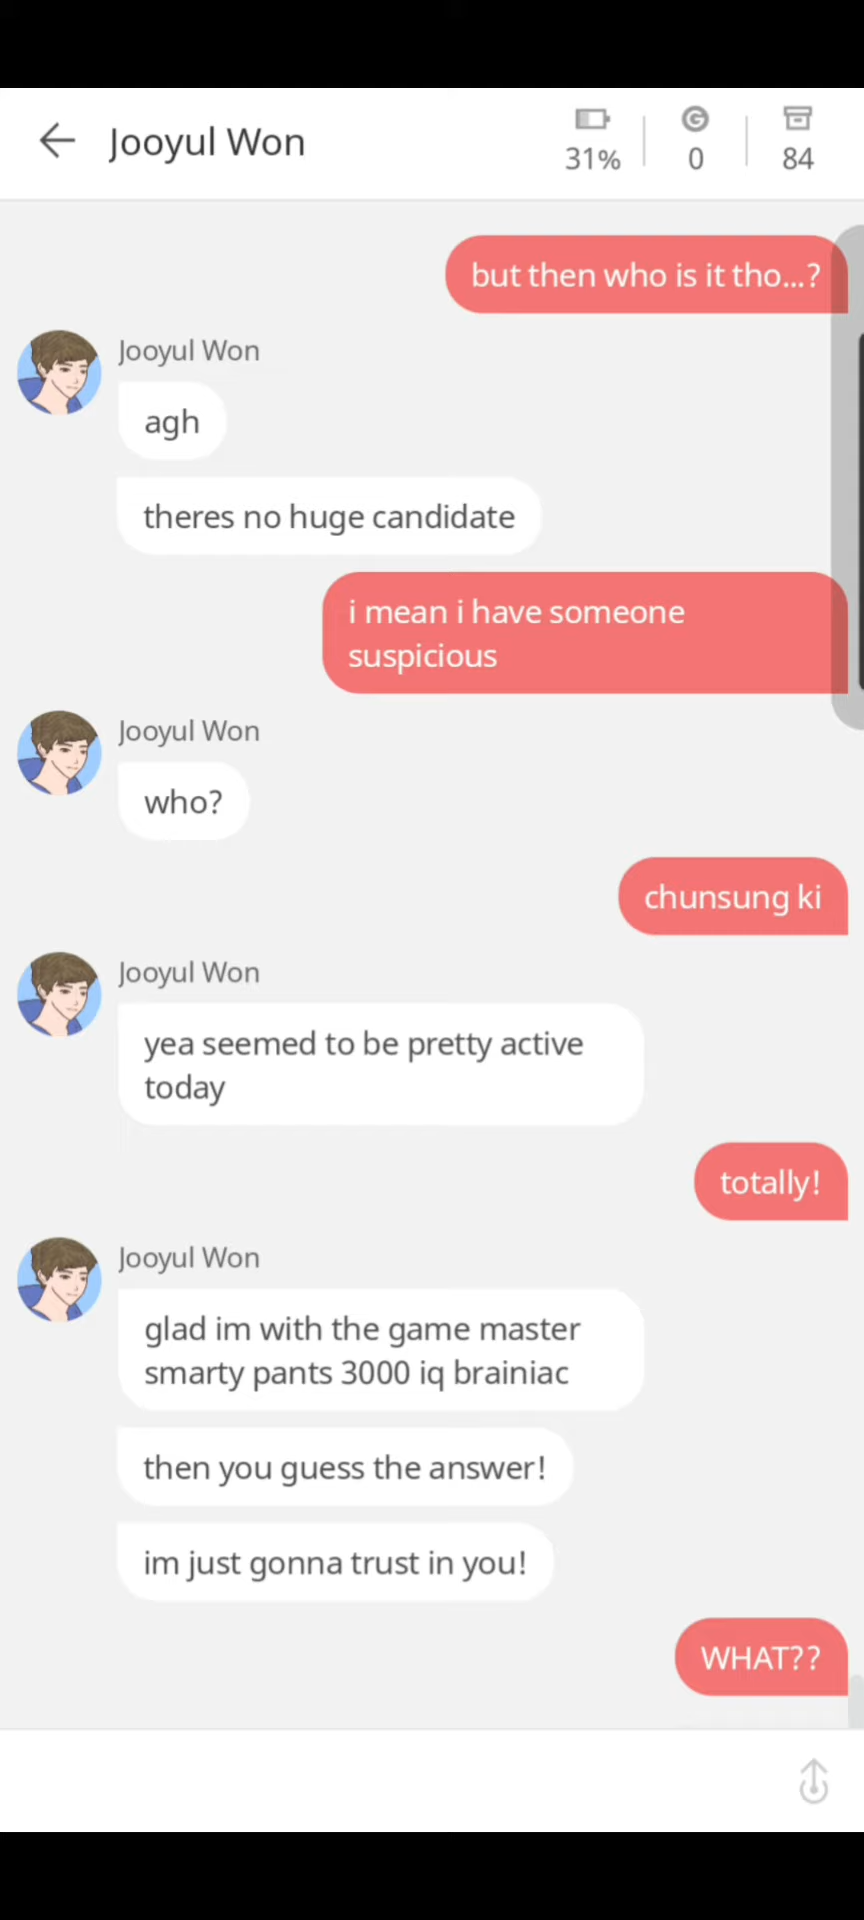 Jooyul Won
31%
0
84
but then who is it tho...?
Jooyul Won
agh
theres no huge candidate
i mean i have someone
suspicious
Jooyul Won
who?
chunsung ki
Jooyul Won
yea seemed to be pretty active
today
totally!
Jooyul Won
glad im with the game master
smarty pants 3000 iq brainiac
then you guess the answer!
im just gonna trust in you!
WHAT??